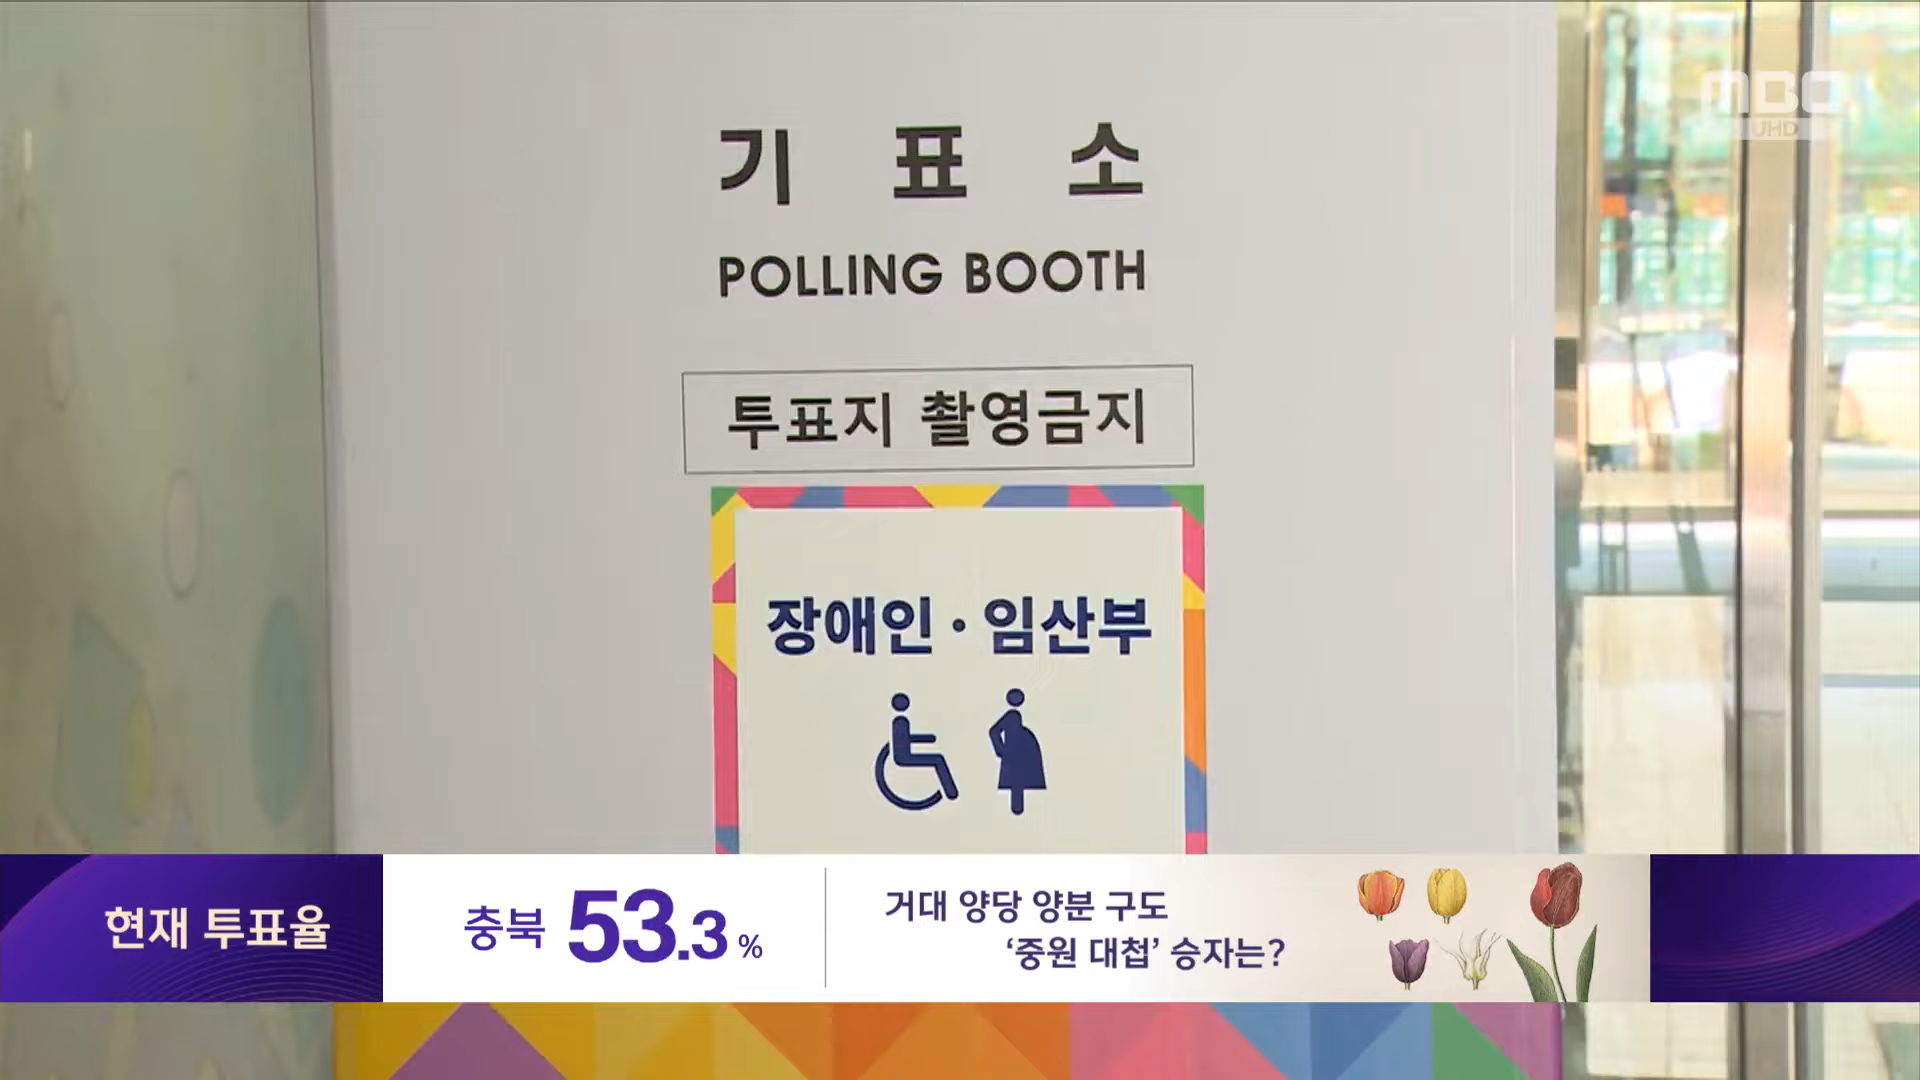 MBC
UHD
기 표 소
POLLING BOOTH
투표지 촬영금지
장애인·임산부
현재 투표율
충북 53.3 %
거대 양당 양분 구도
‘중원 대첩’ 승자는?